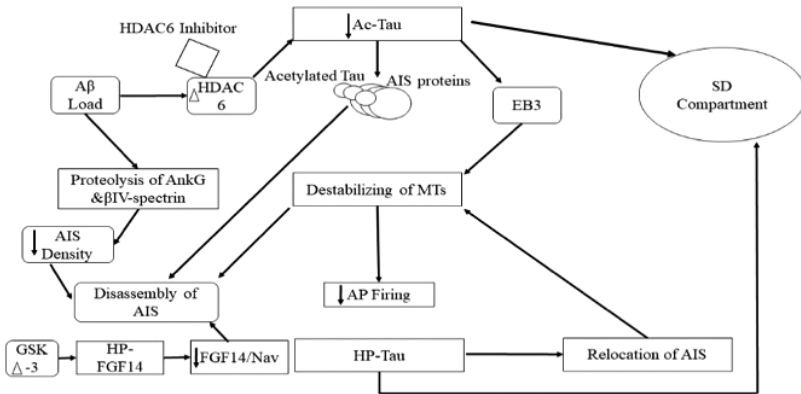 HDAC6 Inhibitor
↓Ac-Tau
Aβ
Load
△HDAC
6
Acetylated Tau
AIS proteins
EB3
SD
Compartment
Proteolysis of AnkG
&βIV-spectrin
Destabilizing of MTs
↓ AIS
Density
Disassembly of
AIS
↓AP Firing
GSK
△-3
HP-
FGF14
↓FGF14/Nav
HP-Tau
Relocation of AIS